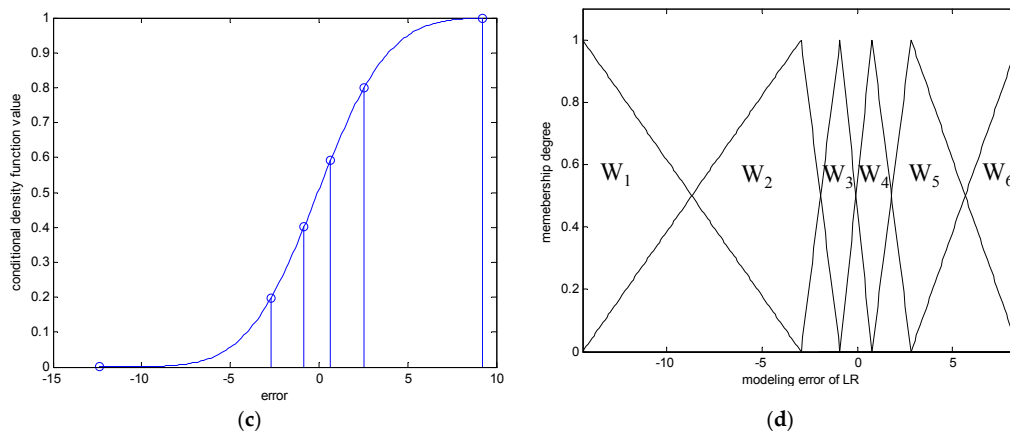 conditional density function value
1
0.9
0.8
0.7
0.6
0.5
0.4
0.3
0.2
0.1
0
-15 -10 -5 0 5 10
error
(c)
memebership degree
1
0.8
0.6
0.4
0.2
0
W1 W2 W3 W4 W5 W6
-10 -5 0 5
modeling error of LR
(d)